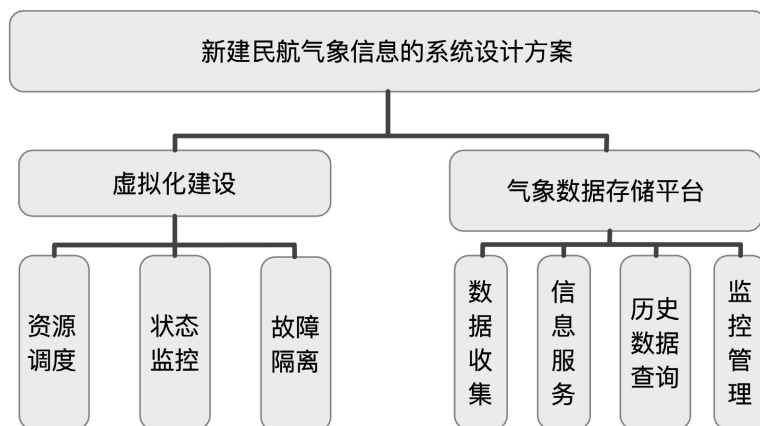 新建民航气象信息的系统设计方案
虚拟化建设
气象数据存储平台
资源
调度
状态
监控
故障
隔离
数
据
收
集
信
息
服
务
历史
数据
查询
监
控
管
理